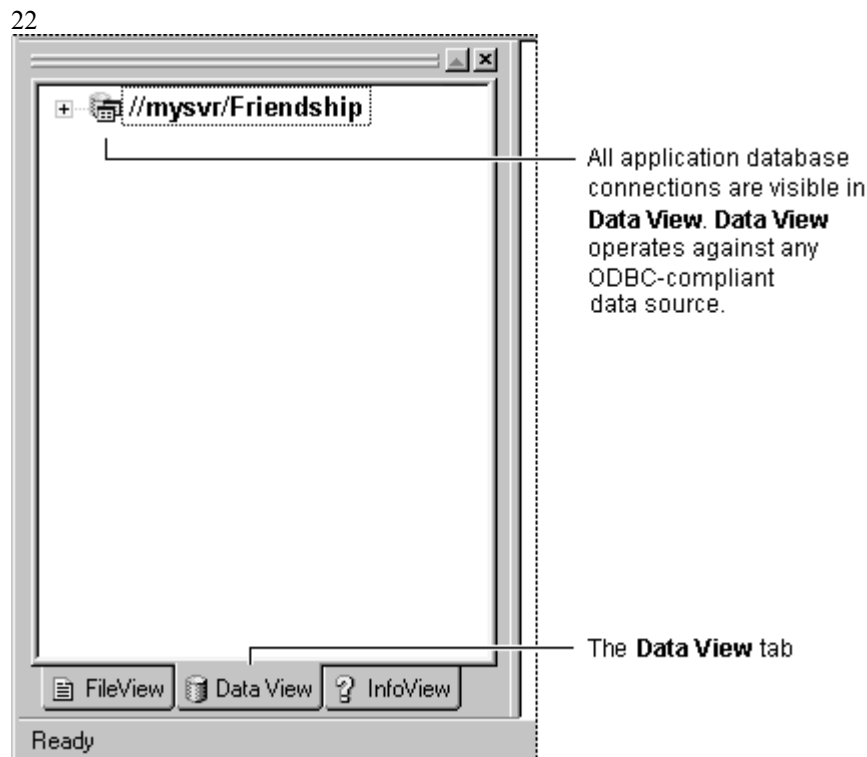 22
//mysvr/Friendship
All application database
connections are visible in
Data View. Data View
operates against any
ODBC-compliant
data source.
The Data View tab
FileView Data View InfoView
Ready